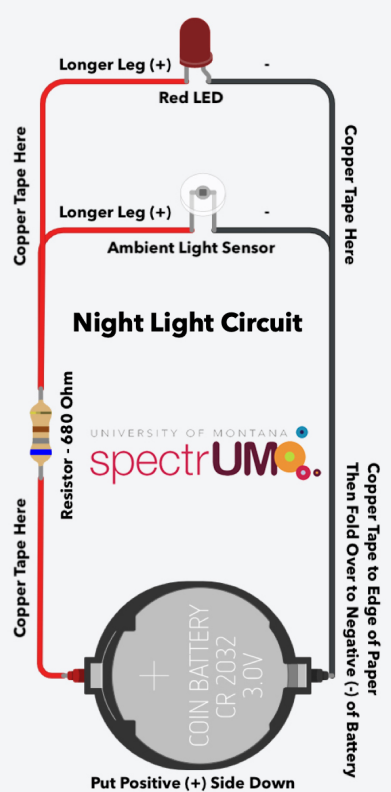 Longer Leg (+)
-
Red LED
Copper Tape Here
Copper Tape Here
Longer Leg (+)
-
Ambient Light Sensor
Night Light Circuit
Resistor - 680 Ohm
UNIVERSITY OF MONTANA
spectrUM
Copper Tape to Edge of Paper
Then Fold Over to Negative (-) of Battery
Copper Tape Here
+
COIN BATTERY
CR 2032
3.0V
Put Positive (+) Side Down